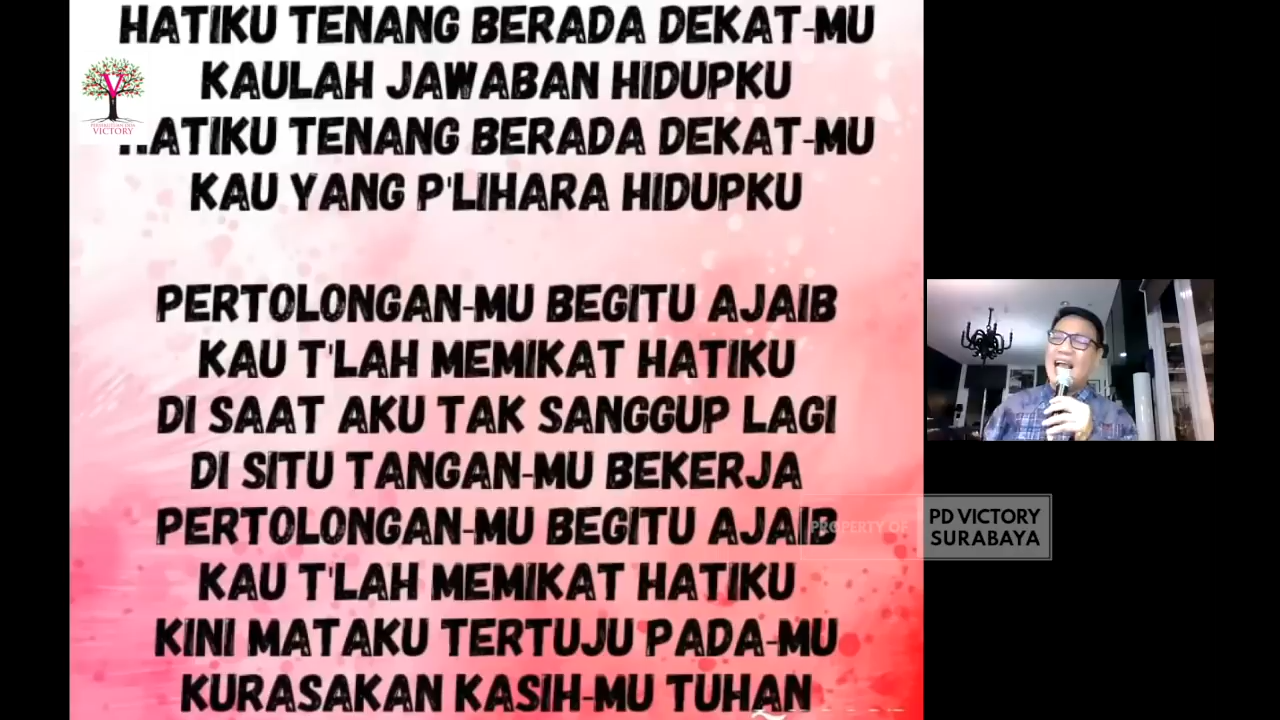 HATIKU TENANG BERADA DEKAT-MU
KAULAH JAWABAN HIDUPKU
HATIKU TENANG BERADA DEKAT-MU
KAU YANG P'LIHARA HIDUPKU
PERTOLONGAN-MU BEGITU AJAIB
KAU T'LAH MEMIKAT HATIKU
DI SAAT AKU TAK SANGGUP LAGI
DI SITU TANGAN-MU BEKERJA
PERTOLONGAN-MU BEGITU AJAIB
KAU T'LAH MEMIKAT HATIKU
KINI MATAKU TERTUJU PADA-MU
KURASAKAN KASIH-MU TUHAN
V
VICTORY
PROPERTY OF
PD VICTORY
SURABAYA